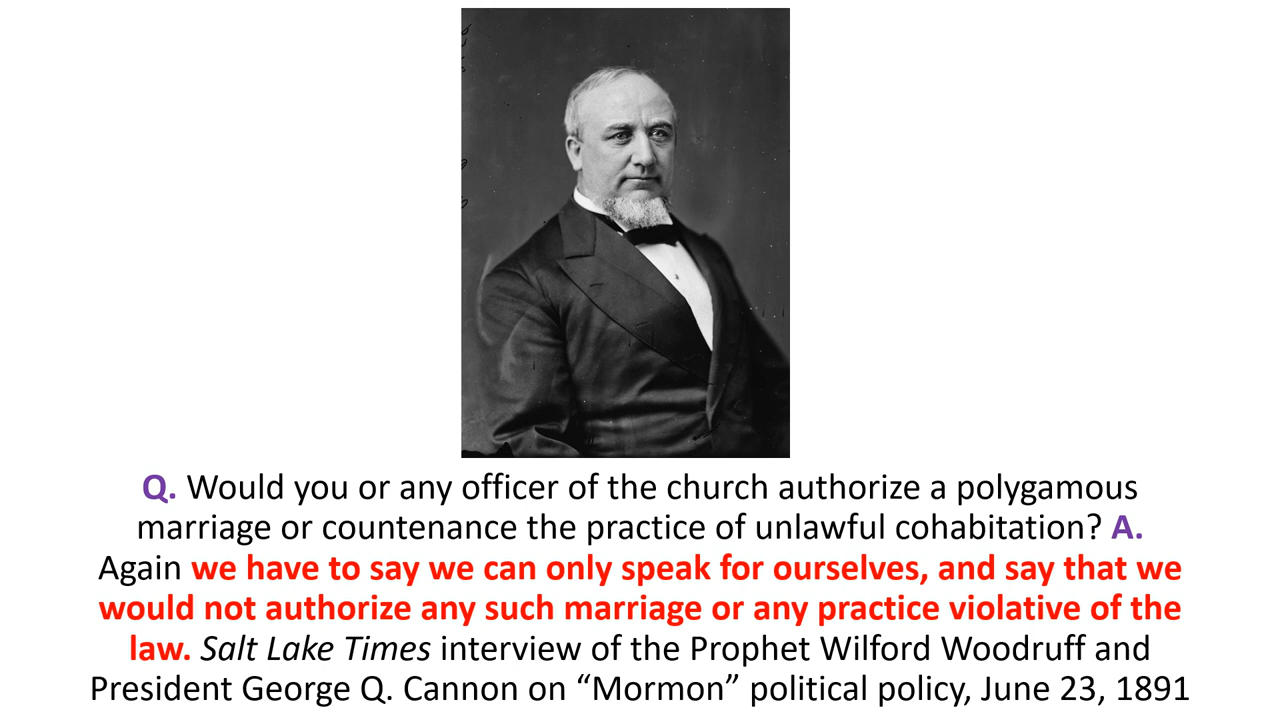 Q. Would you or any officer of the church authorize a polygamous
marriage or countenance the practice of unlawful cohabitation? A.
Again we have to say we can only speak for ourselves, and say that we
would not authorize any such marriage or any practice violative of the
law. Salt Lake Times interview of the Prophet Wilford Woodruff and
President George Q. Cannon on “Mormon” political policy, June 23, 1891